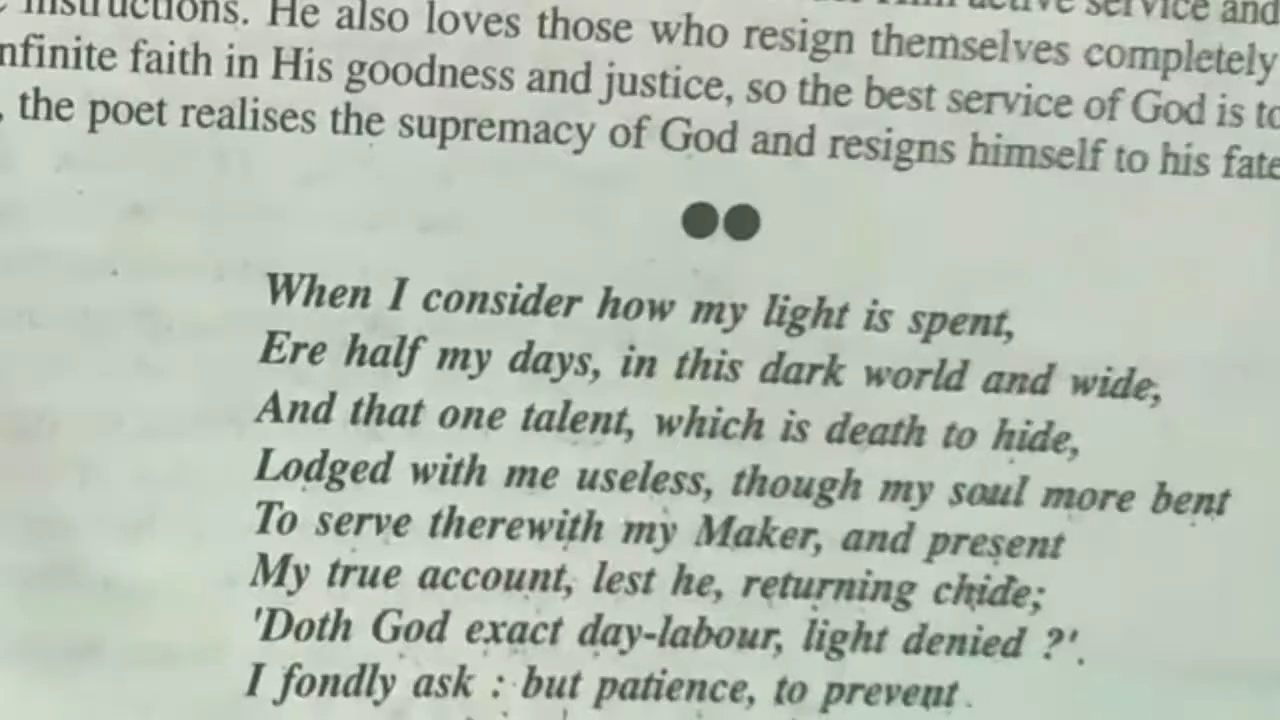 instructions. He also loves those who resign themselves completely
nfinite faith in His goodness and justice, so the best service of God is to
, the poet realises the supremacy of God and resigns himself to his fate
When I consider how my light is spent,
Ere half my days, in this dark world and wide,
And that one talent, which is death to hide,
Lodged with me useless, though my soul more bent
To serve therewith my Maker, and present
My true account, lest he, returning chide;
'Doth God exact day-labour, light denied ?'.
I fondly ask : but patience, to prevent